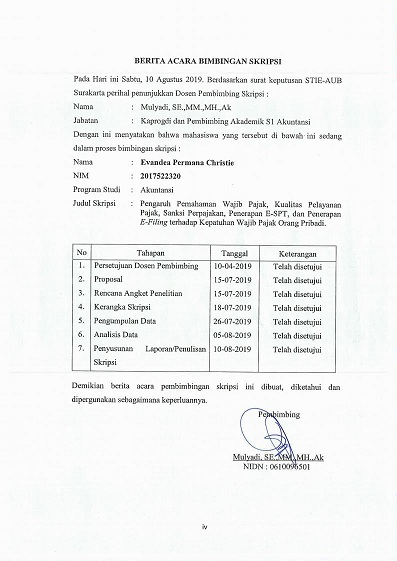 BERITA ACARA BIMBINGAN SKRIPSI
Pada Hari ini Sabtu, 10 Agustus 2019. Berdasarkan surat keputusan STIE-AUB
Surakarta perihal penunjukkan Dosen Pembimbing Skripsi :
Nama : Mulyadi, SE.,MM.,MH.,Ak
Jabatan : Kaprogdi dan Pembimbing Akademik S1 Akuntansi
Dengan ini menyatakan bahwa mahasiswa yang tersebut di bawah ini sedang
dalam proses bimbingan skripsi :
Nama : Evandea Permana Christie
NIM : 2017522320
Program Studi : Akuntansi
Judul Skripsi : Pengaruh Pemahaman Wajib Pajak, Kualitas Pelayanan
Pajak, Sanksi Perpajakan, Penerapan E-SPT, dan Penerapan
E-Filing terhadap Kepatuhan Wajib Pajak Orang Pribadi.
No Tahapan Tanggal Keterangan
1. Persetujuan Dosen Pembimbing 10-04-2019 Telah disetujui
2. Proposal 15-07-2019 Telah disetujui
3. Rencana Angket Penelitian 15-07-2019 Telah disetujui
4. Kerangka Skripsi 18-07-2019 Telah disetujui
5. Pengumpulan Data 26-07-2019 Telah disetujui
6. Analisis Data 05-08-2019 Telah disetujui
7. Penyusunan Laporan/Penulisan 10-08-2019 Telah disetujui
Skripsi
Demikian berita acara pembimbingan skripsi ini dibuat, diketahui dan
dipergunakan sebagaimana keperluannya.
Pembimbing
Mulyadi, SE.,MM.,MH.,Ak
NIDN : 0610096501
iv